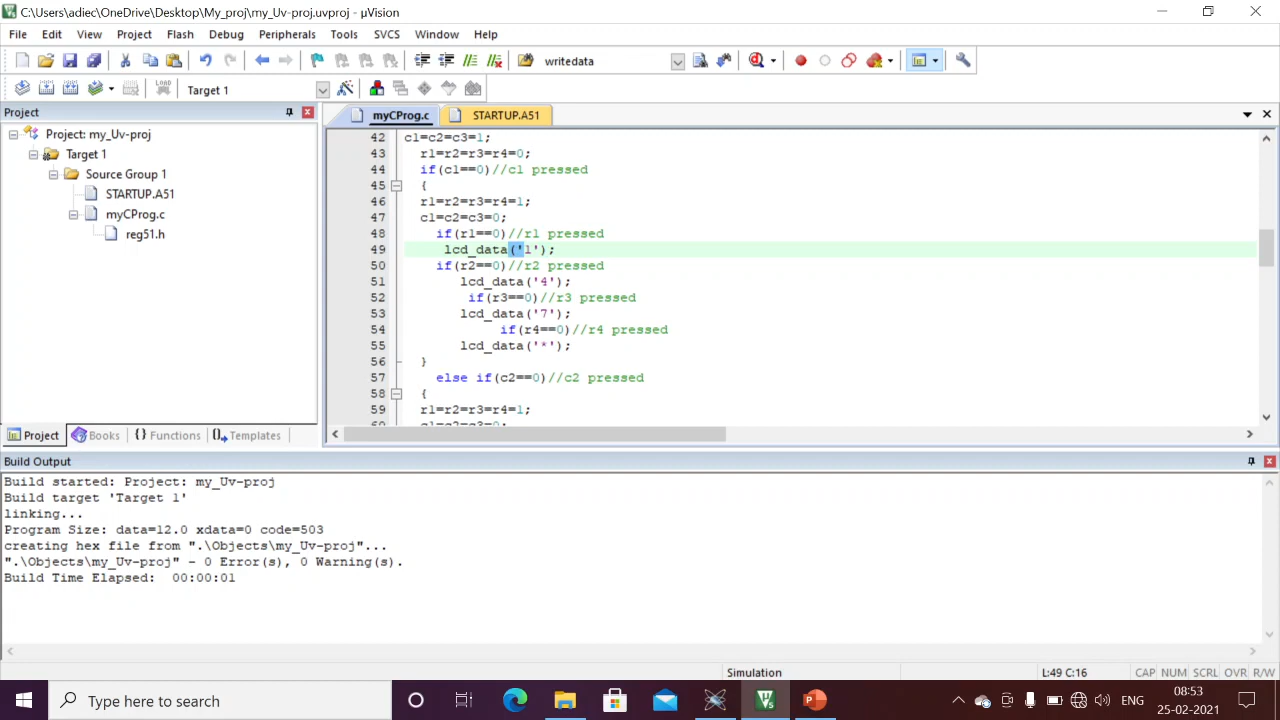 C:\Users\adiec\OneDrive\Desktop\My_proj\my_Uv-proj.uvproj - µVision
File Edit View Project Flash Debug Peripherals Tools SVCS Window Help
writedata
LOAD Target 1
Project
myCProg.c STARTUP.A51
Project: my_Uv-proj
Target 1
Source Group 1
STARTUP.A51
myCProg.c
reg51.h
42 c1=c2=c3=1;
43 r1=r2=r3=r4=0;
44 if(c1==0)//c1 pressed
45 {
46 r1=r2=r3=r4=1;
47 c1=c2=c3=0;
48 if(r1==0)//r1 pressed
49 lcd_data('1');
50 if(r2==0)//r2 pressed
51 lcd_data('4');
52 if(r3==0)//r3 pressed
53 lcd_data('7');
54 if(r4==0)//r4 pressed
55 lcd_data('*');
56 }
57 else if(c2==0)//c2 pressed
58 {
59 r1=r2=r3=r4=1;
60 c1=c2=c3=0;
Project Books {} Functions Templates
Build Output
Build started: Project: my_Uv-proj
Build target 'Target 1'
linking...
Program Size: data=12.0 xdata=0 code=503
creating hex file from ".\Objects\my_Uv-proj"...
".\Objects\my_Uv-proj" - 0 Error(s), 0 Warning(s).
Build Time Elapsed: 00:00:01
Simulation L:49 C:16 CAP NUM SCRL OVR R/W
Type here to search ENG 08:53
25-02-2021